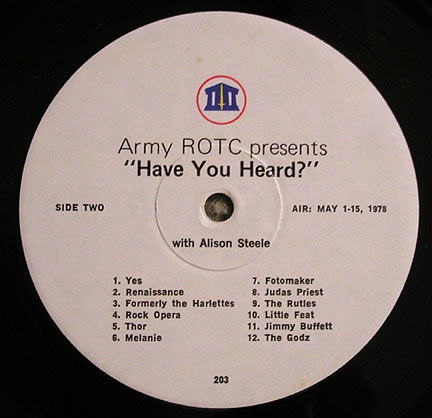 Army ROTC presents
"Have You Heard?"
SIDE TWO
AIR: MAY 1-15, 1978
with Alison Steele
1. Yes
2. Renaissance
3. Formerly the Harlettes
4. Rock Opera
5. Thor
6. Melanie
7. Fotomaker
8. Judas Priest
9. The Rutles
10. Little Feat
11. Jimmy Buffett
12. The Godz
203